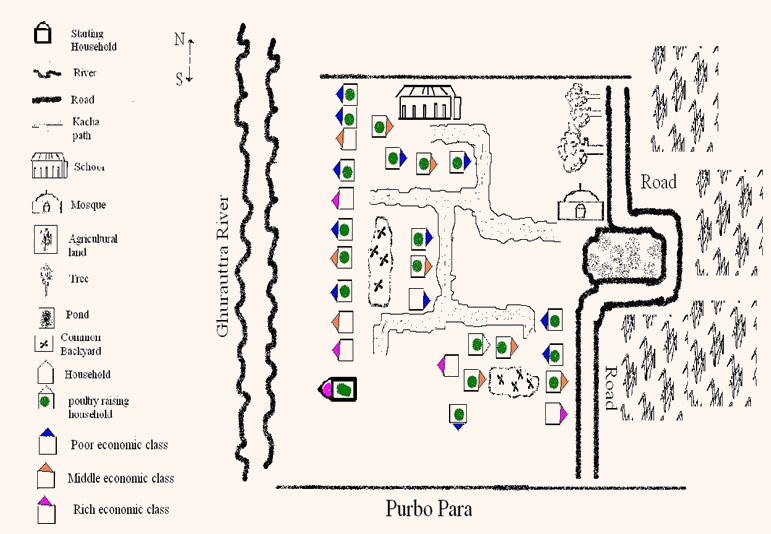 Starting
Household
River
Road
Kacha
path
School
Mosque
Agricultural
land
Tree
Pond
Common
Backyard
Household
poultry raising
household
Poor economic class
Middle economic class
Rich economic class
N
S
Ghurauttra River
Road
Road
Purbo Para